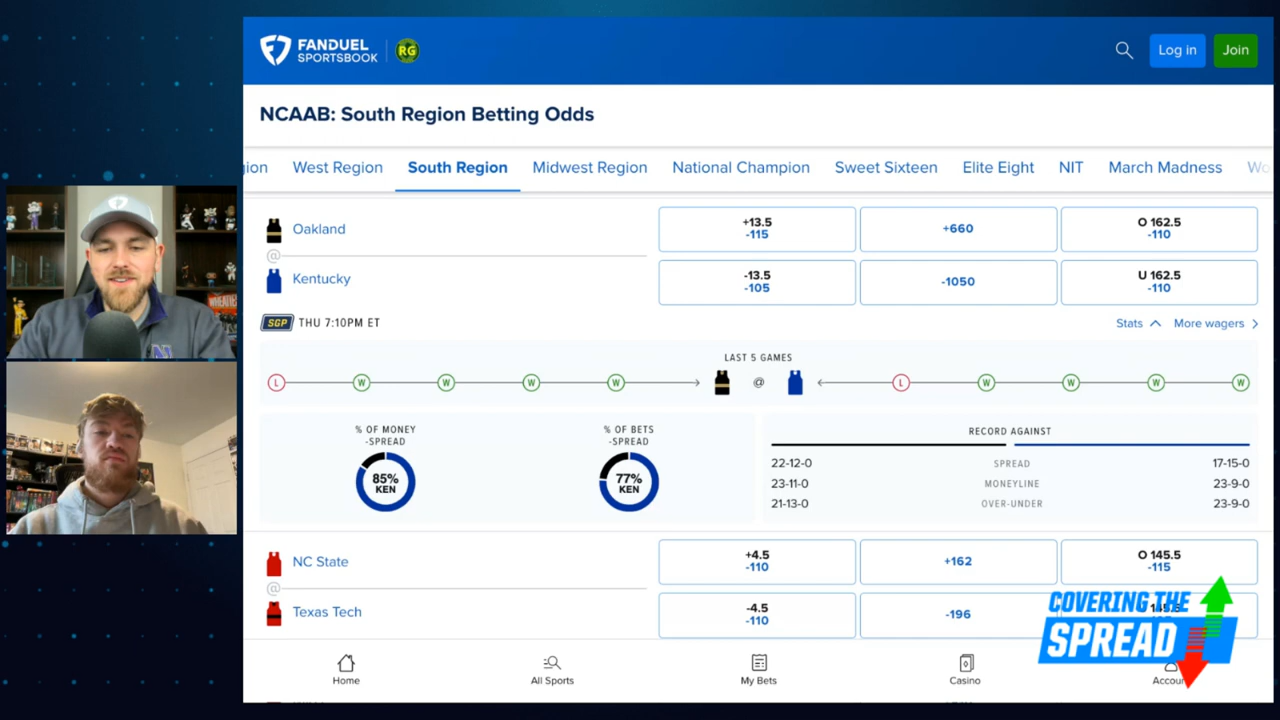 FANDUEL
SPORTSBOOK
RG
Log in
Join
NCAAB: South Region Betting Odds
gion
West Region
South Region
Midwest Region
National Champion
Sweet Sixteen
Elite Eight
NIT
March Madness
Wo
Oakland
+13.5
-115
+660
O 162.5
-110
@
Kentucky
-13.5
-105
-1050
U 162.5
-110
SGP THU 7:10PM ET
Stats
More wagers
LAST 5 GAMES
L W W W W @ L W W W W
% OF MONEY
-SPREAD
85%
KEN
% OF BETS
-SPREAD
77%
KEN
RECORD AGAINST
22-12-0 SPREAD 17-15-0
23-11-0 MONEYLINE 23-9-0
21-13-0 OVER-UNDER 23-9-0
NC State
+4.5
-110
+162
O 145.5
-115
@
Texas Tech
-4.5
-110
-196
COVERING THE
SPREAD
Home
All Sports
My Bets
Casino
Accoun
WHEATIES